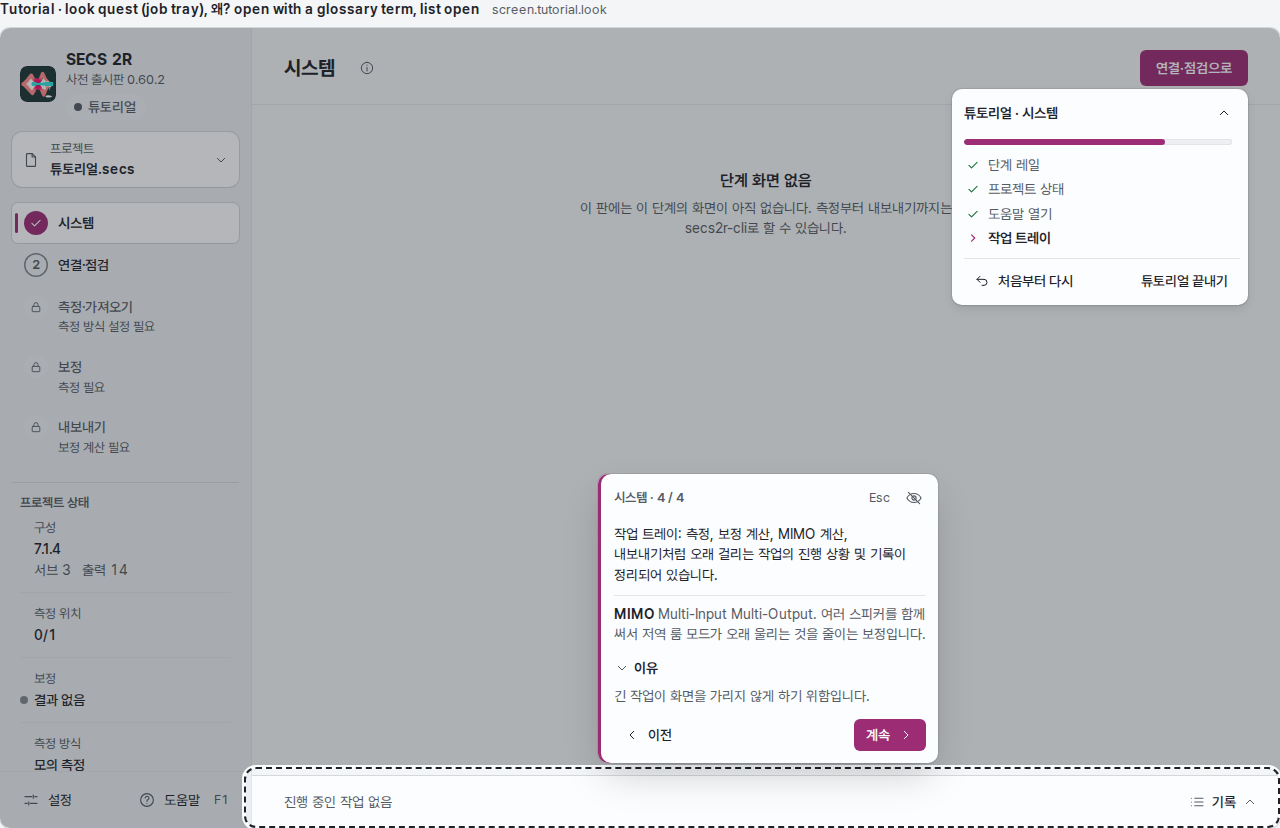 Tutorial · look quest (job tray), 왜? open with a glossary term, list open screen.tutorial.look
SECS 2R
사전 출시판 0.60.2
튜토리얼
프로젝트
튜토리얼.secs
시스템
2 연결·점검
측정·가져오기
측정 방식 설정 필요
보정
측정 필요
내보내기
보정 계산 필요
프로젝트 상태
구성
7.1.4
서브 3 출력 14
측정 위치
0/1
보정
결과 없음
측정 방식
모의 측정
설정
도움말 F1
시스템
연결·점검으로
단계 화면 없음
이 판에는 이 단계의 화면이 아직 없습니다. 측정부터 내보내기까지는
secs2r-cli로 할 수 있습니다.
튜토리얼 · 시스템
단계 레일
프로젝트 상태
도움말 열기
작업 트레이
처음부터 다시
튜토리얼 끝내기
시스템 · 4 / 4
Esc
작업 트레이: 측정, 보정 계산, MIMO 계산,
내보내기처럼 오래 걸리는 작업의 진행 상황 및 기록이
정리되어 있습니다.
MIMO Multi-Input Multi-Output. 여러 스피커를 함께
써서 저역 룸 모드가 오래 울리는 것을 줄이는 보정입니다.
이유
긴 작업이 화면을 가리지 않게 하기 위함입니다.
이전
계속
진행 중인 작업 없음
기록